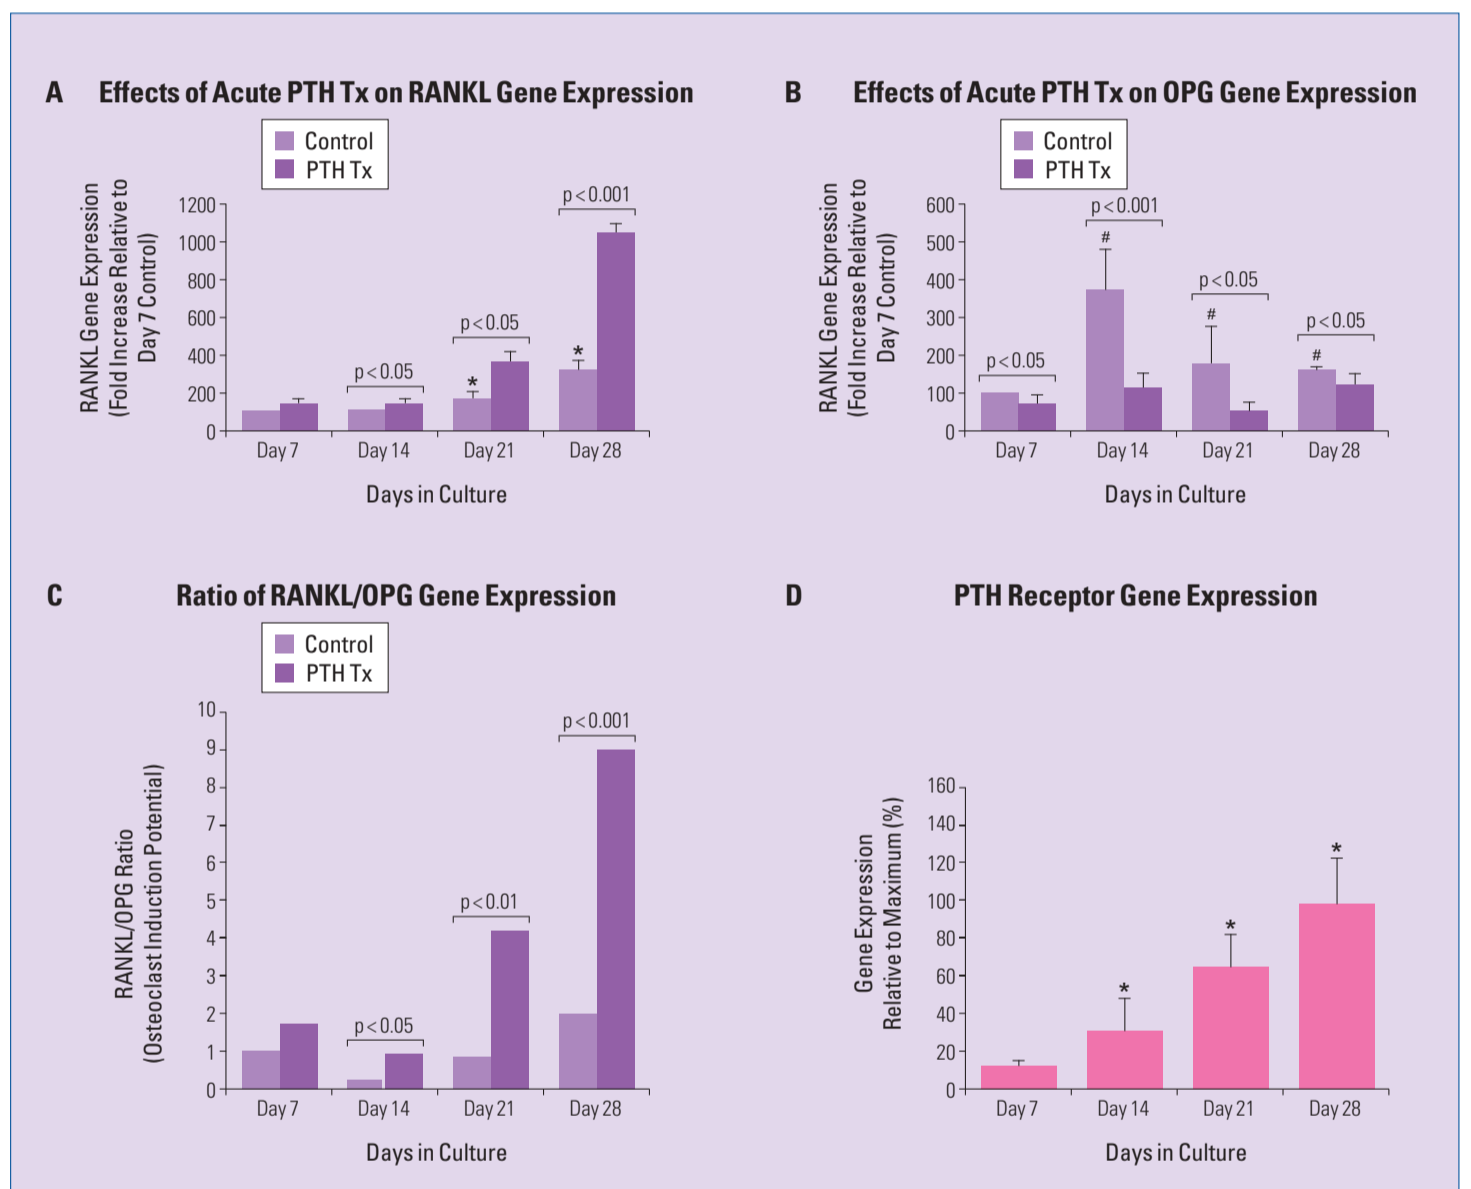 A Effects of Acute PTH Tx on RANKL Gene Expression
Control
PTH Tx
RANKL Gene Expression
(Fold Increase Relative to
Day 7 Control)
1200
1000
800
600
400
200
0
p<0.05
p<0.05
p<0.001
*
*
Day 7 Day 14 Day 21 Day 28
Days in Culture
B Effects of Acute PTH Tx on OPG Gene Expression
Control
PTH Tx
RANKL Gene Expression
(Fold Increase Relative to
Day 7 Control)
600
500
400
300
200
100
0
p<0.05
p<0.001
#
p<0.05
#
p<0.05
#
Day 7 Day 14 Day 21 Day 28
Days in Culture
C Ratio of RANKL/OPG Gene Expression
Control
PTH Tx
RANKL/OPG Ratio
(Osteoclast Induction Potential)
10
9
8
7
6
5
4
3
2
1
0
p<0.05
p<0.01
p<0.001
Day 7 Day 14 Day 21 Day 28
Days in Culture
D PTH Receptor Gene Expression
Gene Expression
Relative to Maximum (%)
160
140
120
100
80
60
40
20
0
*
*
*
Day 7 Day 14 Day 21 Day 28
Days in Culture